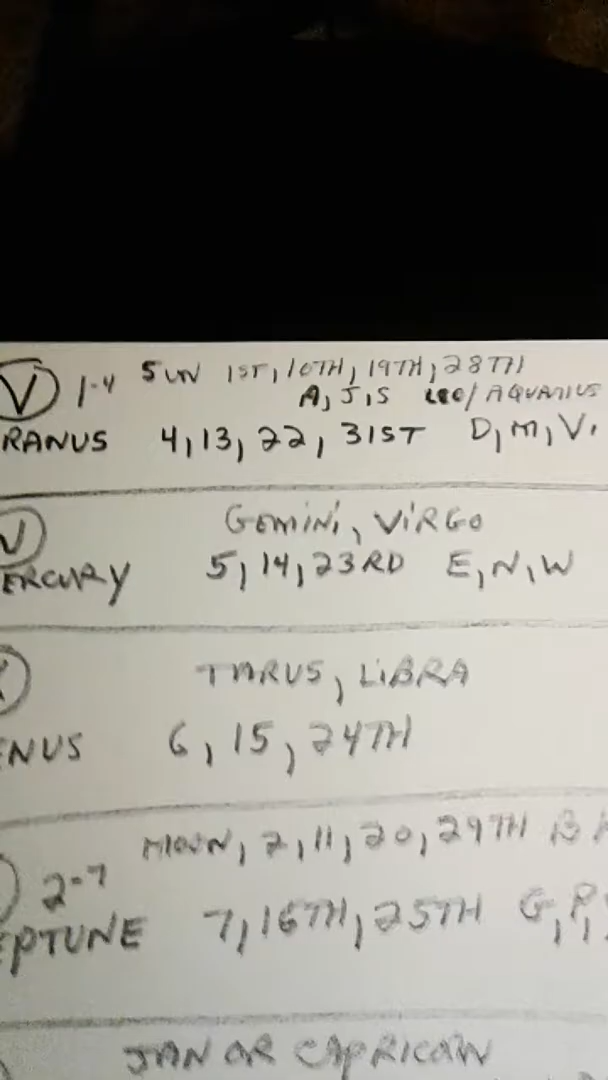 V 1-4 SUN 1ST, 10TH, 19TH, 28TH
A, J, S LEO/AQUARIUS
RANUS 4, 13, 22, 31ST D, M, V.
GEMINI, VIRGO
ERCURY 5, 14, 23RD E, N, W
TARUS, LIBRA
ENUS 6, 15, 24TH
2-7 MOON, 2, 11, 20, 29TH B
EPTUNE 7, 16TH, 25TH G, P,
JAN OR CAPRICORN